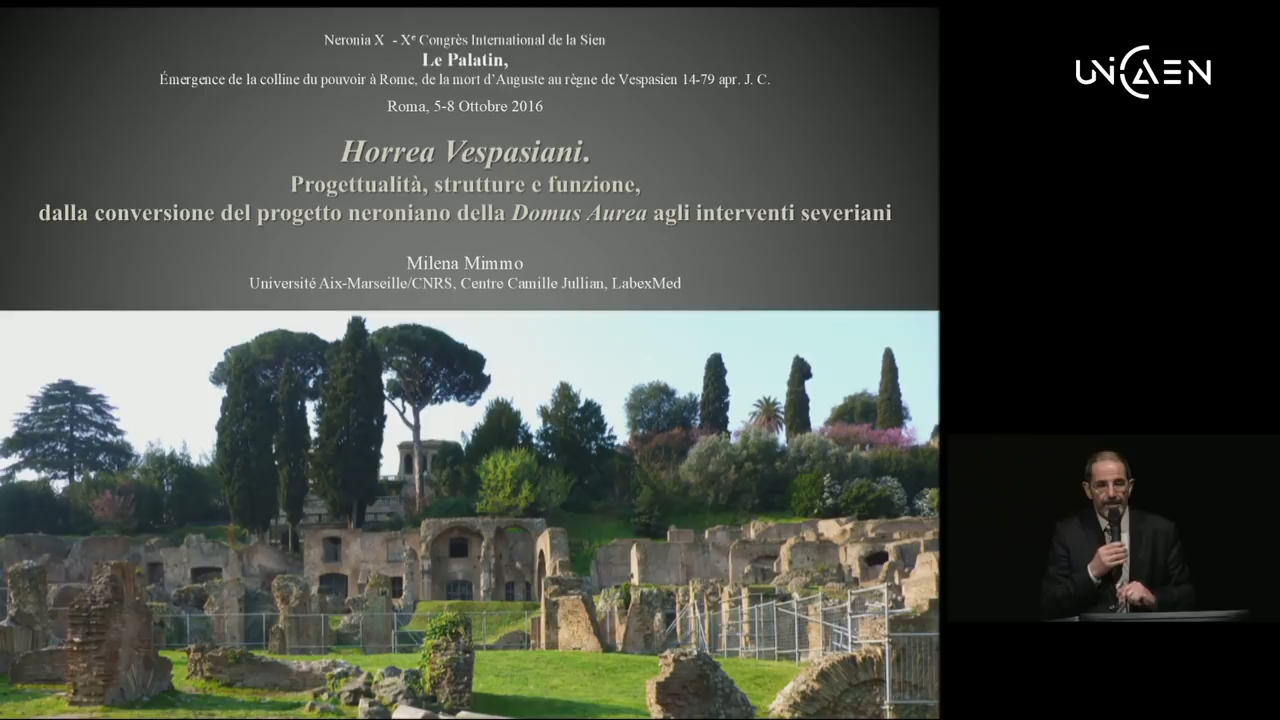 Neronia X - Xᵉ Congrès International de la Sien
Le Palatin,
Émergence de la colline du pouvoir à Rome, de la mort d'Auguste au règne de Vespasien 14-79 apr. J. C.
Roma, 5-8 Ottobre 2016
Horrea Vespasiani.
Progettualità, strutture e funzione,
dalla conversione del progetto neroniano della Domus Aurea agli interventi severiani
Milena Mimmo
Université Aix-Marseille/CNRS, Centre Camille Jullian, LabexMed
UNICAEN